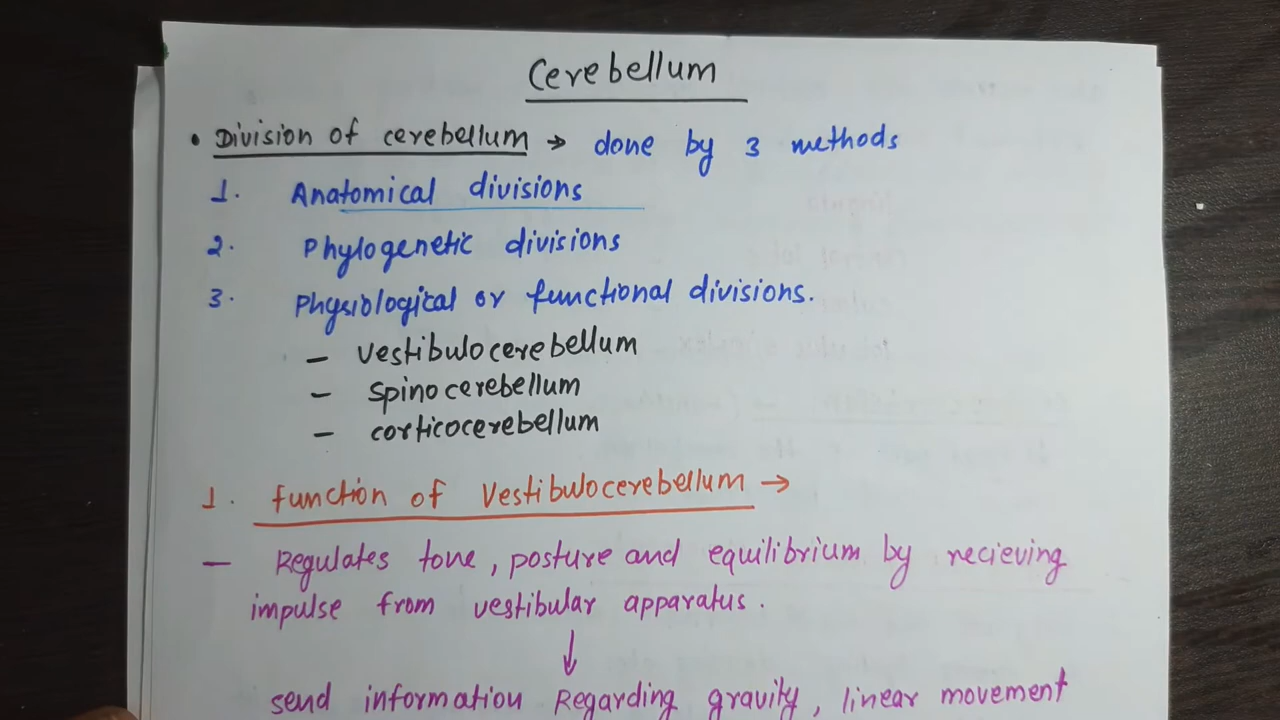 Cerebellum
• Division of cerebellum → done by 3 methods
1. Anatomical divisions
2. Phylogenetic divisions
3. Physiological or functional divisions.
– Vestibulocerebellum
– Spinocerebellum
– corticocerebellum
1. function of Vestibulocerebellum →
– Regulates tone, posture and equilibrium by recieving
impulse from vestibular apparatus.
↓
send information Regarding gravity, linear movement